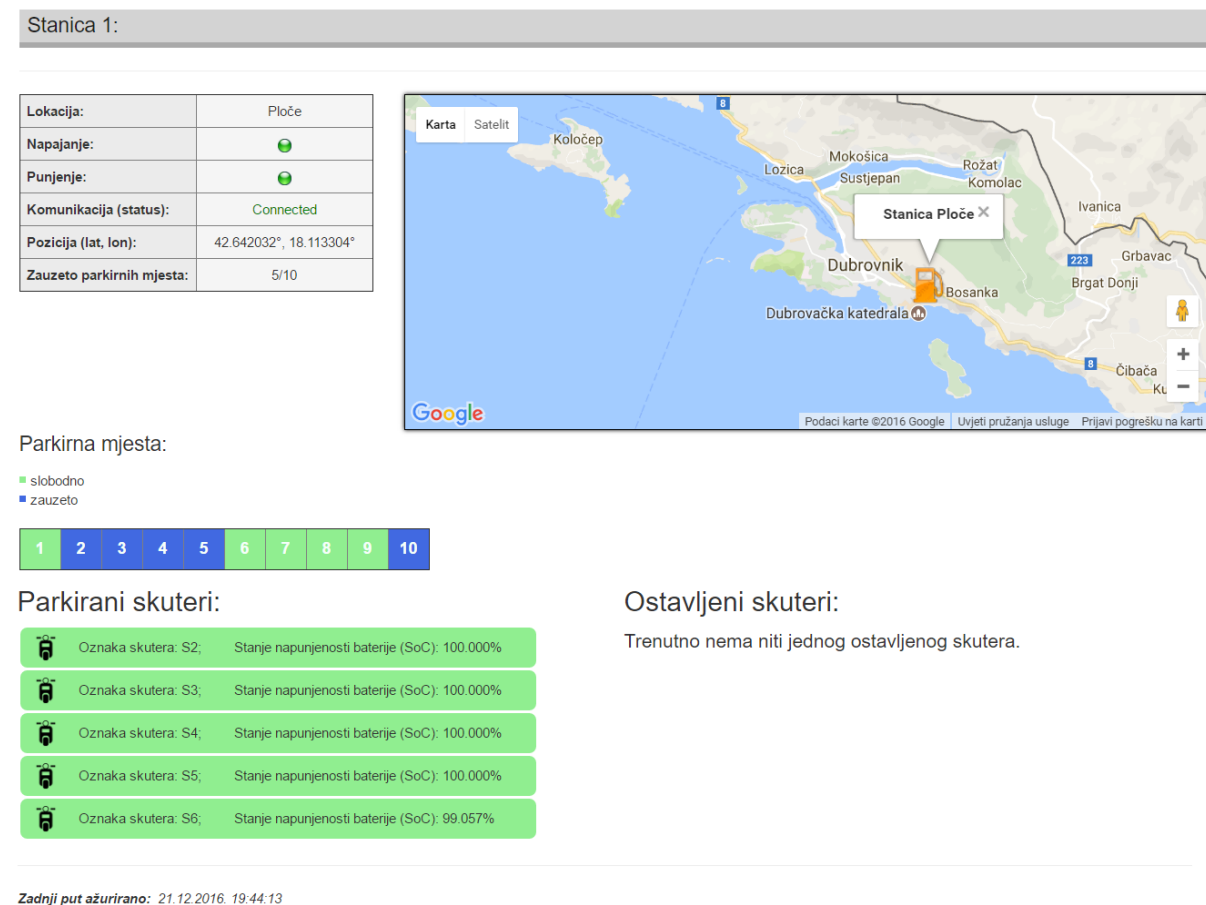 Stanica 1:
Lokacija: Ploče
Napajanje:
Punjenje:
Komunikacija (status): Connected
Pozicija (lat, lon): 42.642032°, 18.113304°
Zauzeto parkirnih mjesta: 5/10
Karta Satelit
8
Koločep
Lozica
Mokošica
Sustjepan
Rožat
Komolac
Ivanica
Stanica Ploče ×
Dubrovnik
223
Grbavac
Brgat Donji
Bosanka
Dubrovačka katedrala
8
Čibača
Ku
+
−
Google
Podaci karte ©2016 Google Uvjeti pružanja usluge Prijavi pogrešku na karti
Parkirna mjesta:
slobodno
zauzeto
1 2 3 4 5 6 7 8 9 10
Parkirani skuteri:
Oznaka skutera: S2; Stanje napunjenosti baterije (SoC): 100.000%
Oznaka skutera: S3; Stanje napunjenosti baterije (SoC): 100.000%
Oznaka skutera: S4; Stanje napunjenosti baterije (SoC): 100.000%
Oznaka skutera: S5; Stanje napunjenosti baterije (SoC): 100.000%
Oznaka skutera: S6; Stanje napunjenosti baterije (SoC): 99.057%
Ostavljeni skuteri:
Trenutno nema niti jednog ostavljenog skutera.
Zadnji put ažurirano: 21.12.2016. 19:44:13